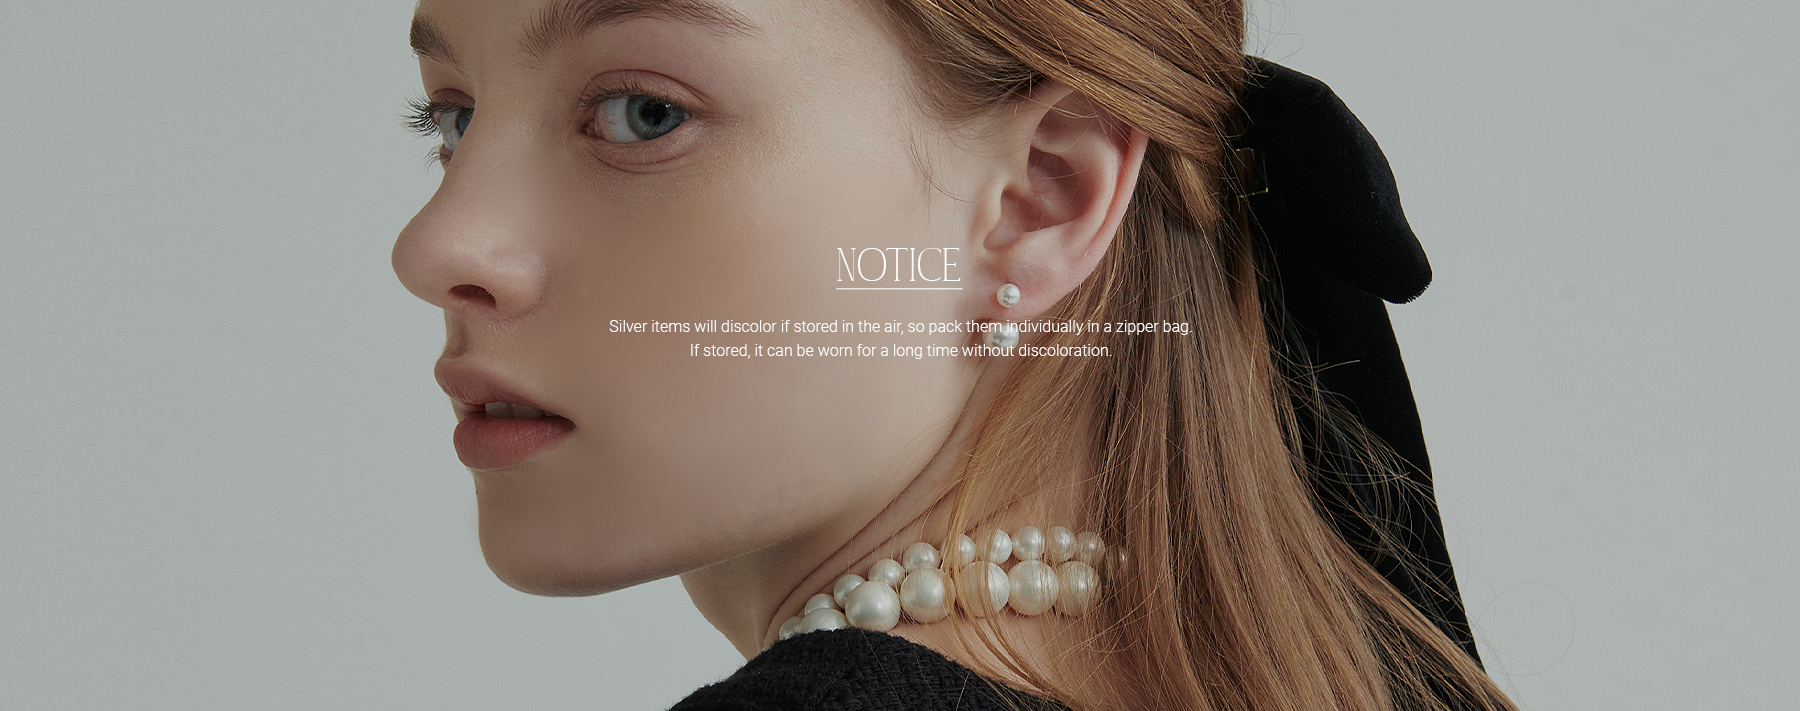 NOTICE
Silver items will discolor if stored in the air, so pack them individually in a zipper bag.
If stored, it can be worn for a long time without discoloration.